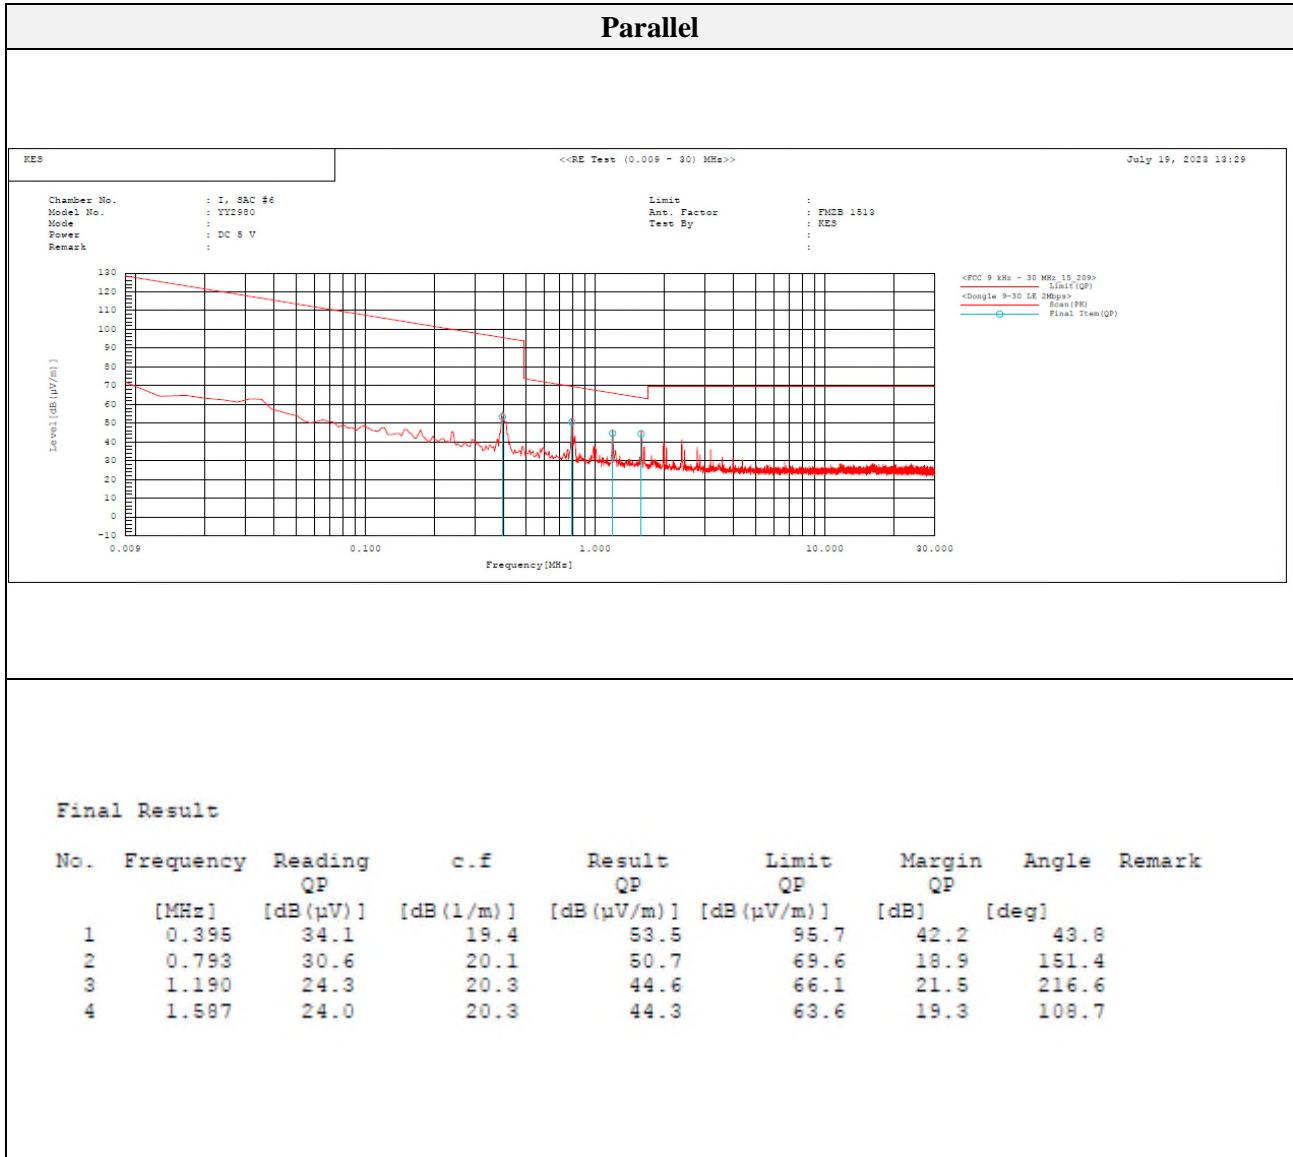 Parallel
KES <<RE Test (0.009 - 30) MHz>> July 19, 2023 13:29
Chamber No. : I, SAC #6 Limit :
Model No. : YY2980 Ant. Factor : FMZB 1513
Mode : Test By : KES
Power : DC 5 V :
Remark : :
<FCC 9 kHz - 30 MHz_15_209>
Limit(QP)
<Dongle 9-30 LE 2Mbps>
Scan(PK)
Final Item(QP)
Level[dB(µV/m)]
130
120
110
100
90
80
70
60
50
40
30
20
10
0
-10
0.009 0.100 1.000 10.000 30.000
Frequency[MHz]
Final Result
No. Frequency Reading c.f Result Limit Margin Angle Remark
QP QP QP QP
[MHz] [dB(µV)] [dB(1/m)] [dB(µV/m)] [dB(µV/m)] [dB] [deg]
1 0.395 34.1 19.4 53.5 95.7 42.2 43.8
2 0.793 30.6 20.1 50.7 69.6 18.9 151.4
3 1.190 24.3 20.3 44.6 66.1 21.5 216.6
4 1.587 24.0 20.3 44.3 63.6 19.3 108.7